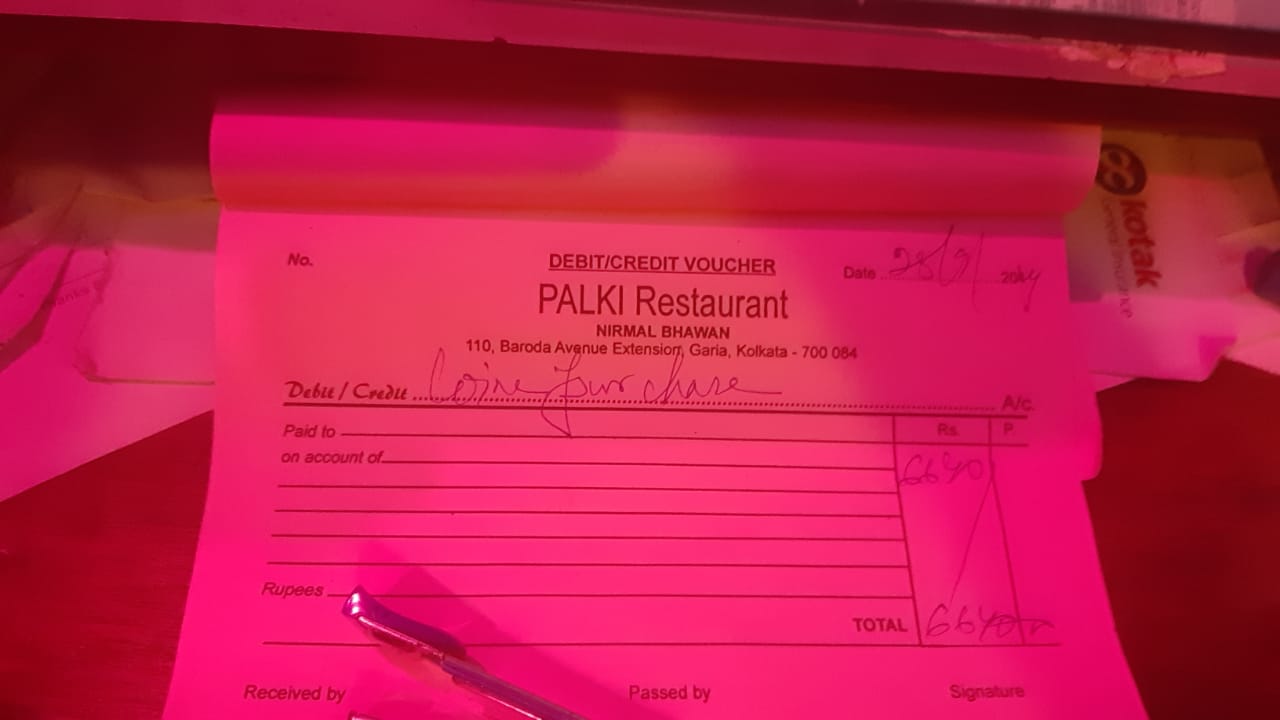 No.
DEBIT/CREDIT VOUCHER
Date 28/9/ 2024
PALKI Restaurant
NIRMAL BHAWAN
110, Baroda Avenue Extension, Garia, Kolkata - 700 084
Debit / Credit Coine purchase A/c.
Paid to Rs. P.
on account of 6640
Rupees
TOTAL 6640
Received by Passed by Signature
kotak